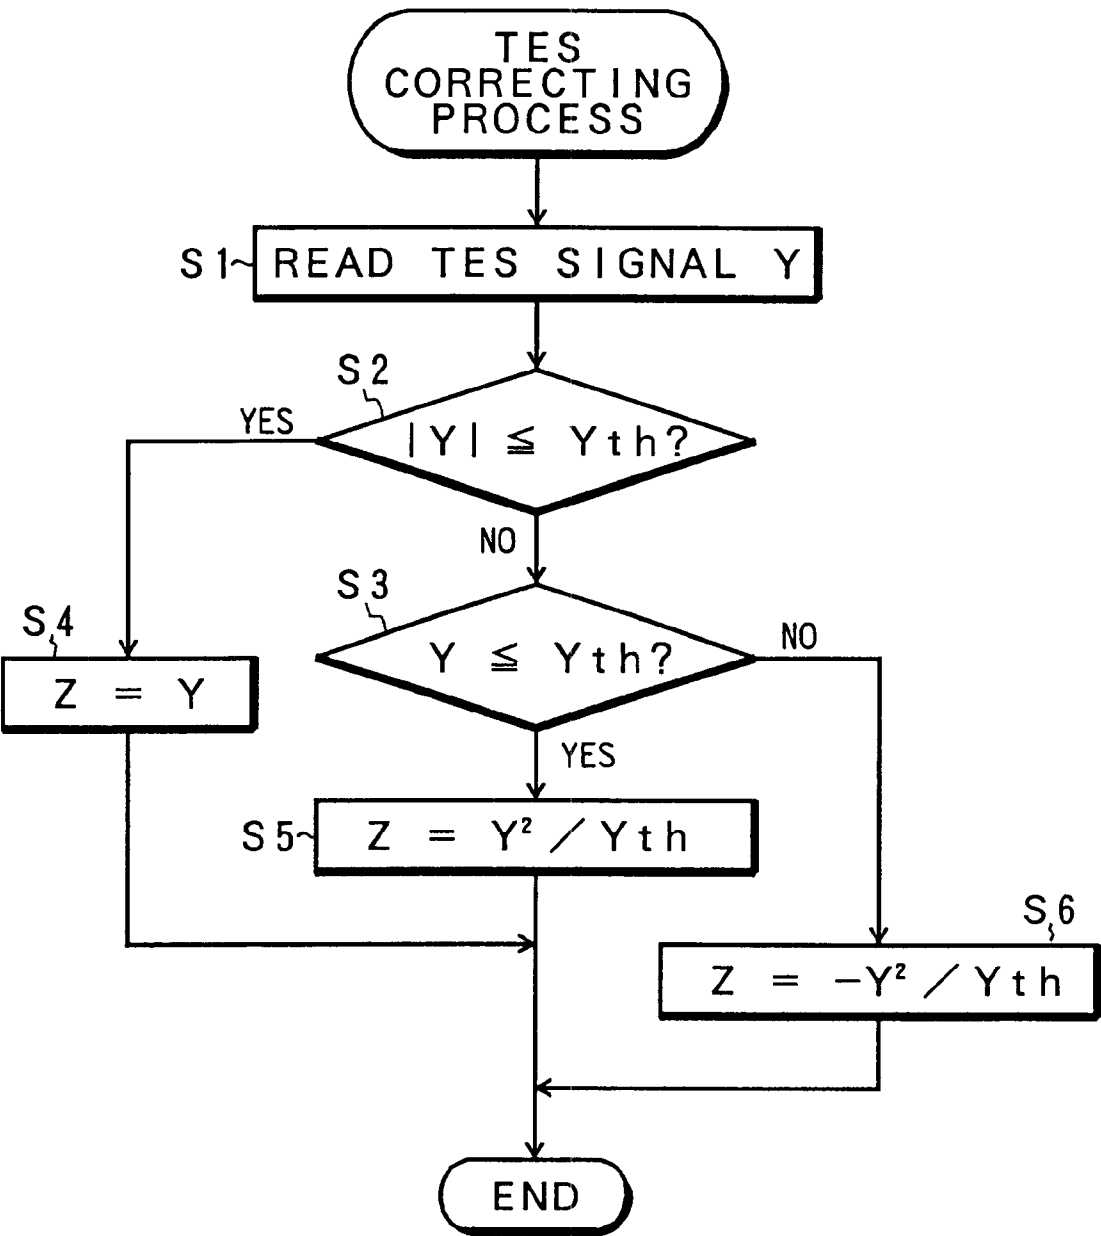 TES
CORRECTING
PROCESS
S1
READ TES SIGNAL Y
S2
YES
|Y| ≦ Yth?
NO
S3
Y ≦ Yth?
NO
S4
Z = Y
YES
S5
Z = Y²/Yth
S6
Z = −Y²/Yth
END